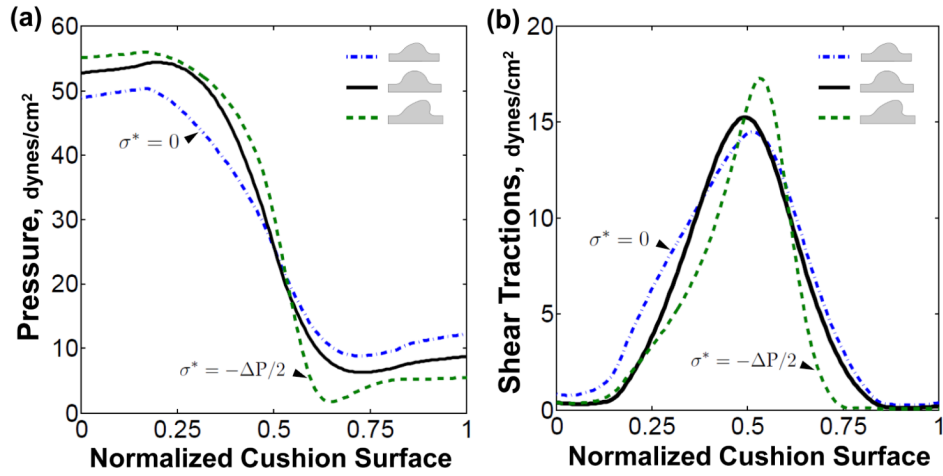 (a)
60
50
40
30
20
10
0
Pressure, dynes/cm²
σ* = 0
σ* = −ΔP/2
0 0.25 0.5 0.75 1
Normalized Cushion Surface
(b)
20
15
10
5
0
Shear Tractions, dynes/cm²
σ* = 0
σ* = −ΔP/2
0 0.25 0.5 0.75 1
Normalized Cushion Surface